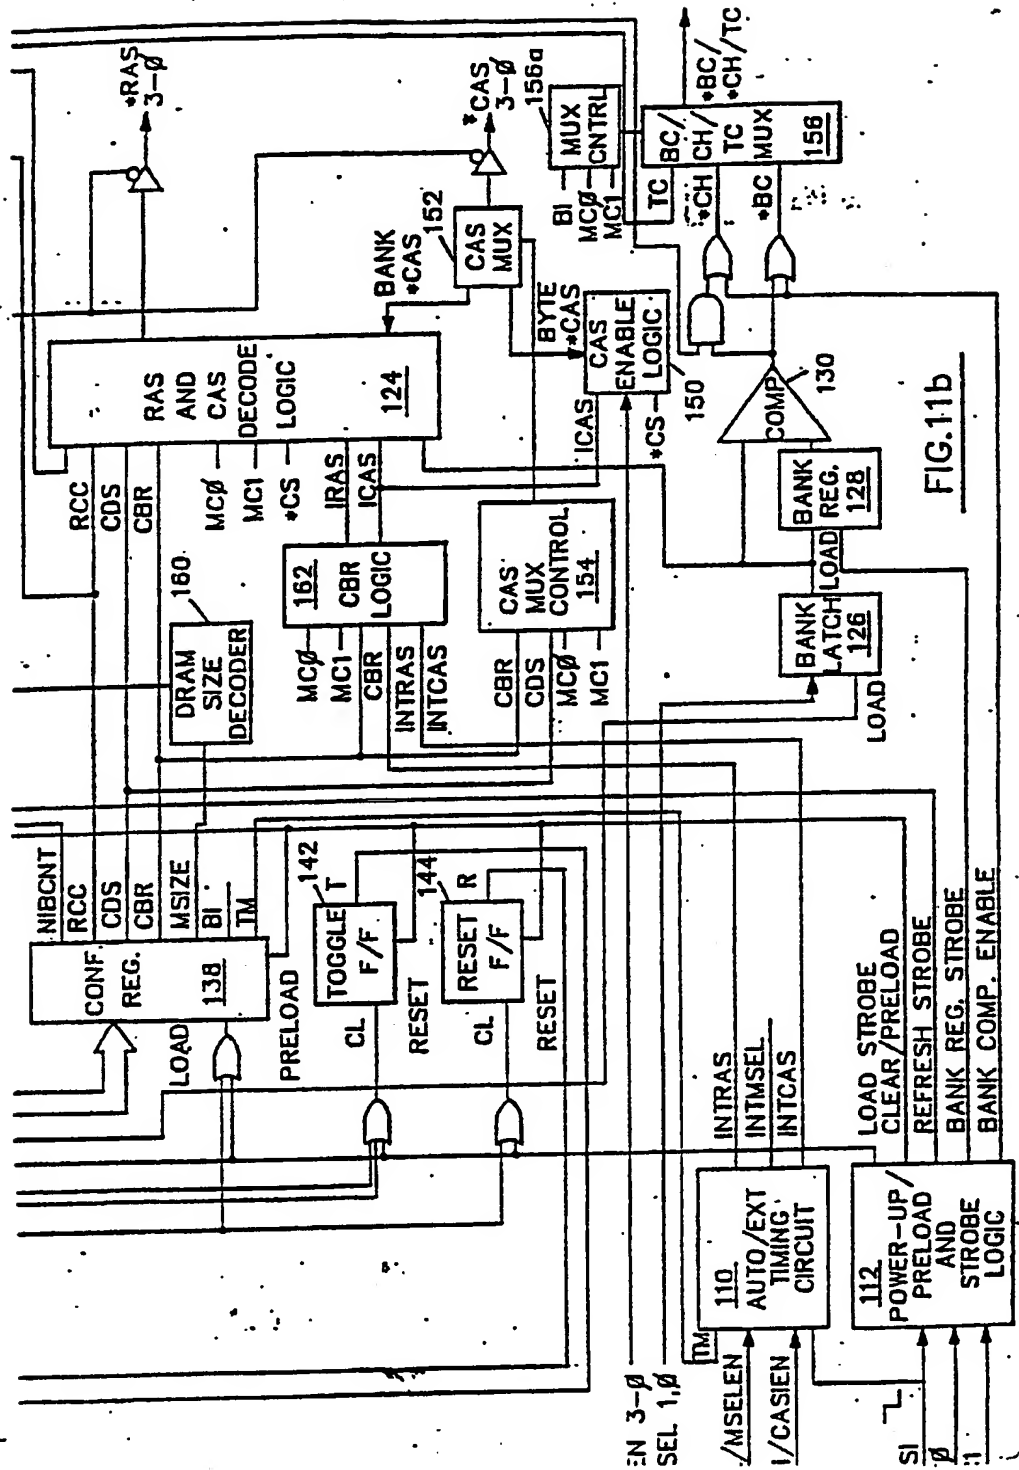 *RAS
3-Ø
*CAS
3-Ø
156a
MUX
CNTRL
BI
MCØ
MC1
*BC/
*CH/TC
BC/
CH/
TC
MUX
156
TC
*CH
*BC
152
CAS
MUX
BANK
*CAS
BYTE
*CAS
RAS
AND
CAS
DECODE
LOGIC
124
RCC
CDS
CBR
MCØ
MC1
*CS
IRAS
ICAS
CAS
ENABLE
LOGIC
150
ICAS
*CS
COMP
130
FIG.11b
160
DRAM
SIZE
DECODER
162
CBR
LOGIC
MCØ
MC1
CBR
INTRAS
INTCAS
CAS
MUX
CONTROL
154
CBR
CDS
MCØ
MC1
BANK
REG.
128
LOAD
BANK
LATCH
126
LOAD
NIBCNT
RCC
CDS
CBR
MSIZE
BI
TM
CONF
REG.
138
LOAD
PRELOAD
142
TOGGLE
F/F
T
CL
RESET
144
RESET
F/F
R
CL
RESET
INTRAS
INTMSEL
INTCAS
110
AUTO/EXT
TIMING
CIRCUIT
TM
/MSELEN
I/CASIEN
EN 3-Ø
SEL 1,Ø
LOAD STROBE
CLEAR/PRELOAD
REFRESH STROBE
BANK REG. STROBE
BANK COMP. ENABLE
112
POWER-UP/
PRELOAD
AND
STROBE
LOGIC
SI
Ø